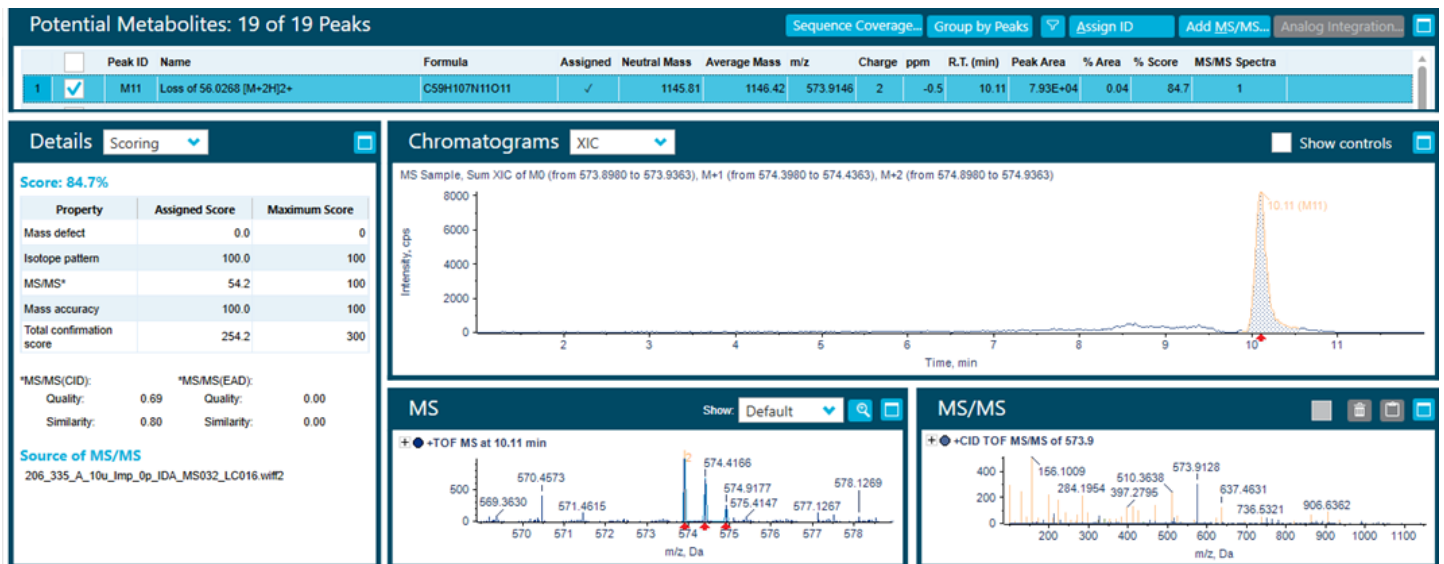 Potential Metabolites: 19 of 19 Peaks
Sequence Coverage... Group by Peaks Assign ID Add MS/MS... Analog Integration...
Peak ID Name Formula Assigned Neutral Mass Average Mass m/z Charge ppm R.T. (min) Peak Area % Area % Score MS/MS Spectra
1 M11 Loss of 56.0268 [M+2H]2+ C59H107N11O11 ✓ 1145.81 1146.42 573.9146 2 -0.5 10.11 7.93E+04 0.04 84.7 1
Details Scoring
Score: 84.7%
Property Assigned Score Maximum Score
Mass defect 0.0 0
Isotope pattern 100.0 100
MS/MS* 54.2 100
Mass accuracy 100.0 100
Total confirmation score 254.2 300
*MS/MS(CID): *MS/MS(EAD):
Quality: 0.69 Quality: 0.00
Similarity: 0.80 Similarity: 0.00
Source of MS/MS
206_335_A_10u_Imp_0p_IDA_MS032_LC016.wiff2
Chromatograms XIC Show controls
MS Sample, Sum XIC of M0 (from 573.8980 to 573.9363), M+1 (from 574.3980 to 574.4363), M+2 (from 574.8980 to 574.9363)
Intensity, cps
8000
6000
4000
2000
0
10.11 (M11)
2 3 4 5 6 7 8 9 10 11
Time, min
MS Show: Default
+TOF MS at 10.11 min
2
500
0
569.3630
570.4573
571.4615
574.4166
574.9177
575.4147
577.1267
578.1269
570 571 572 573 574 575 576 577 578
m/z, Da
MS/MS
+CID TOF MS/MS of 573.9
400
200
0
156.1009
284.1954
397.2795
510.3638
573.9128
637.4631
736.5321
906.6362
200 300 400 500 600 700 800 900 1000 1100
m/z, Da